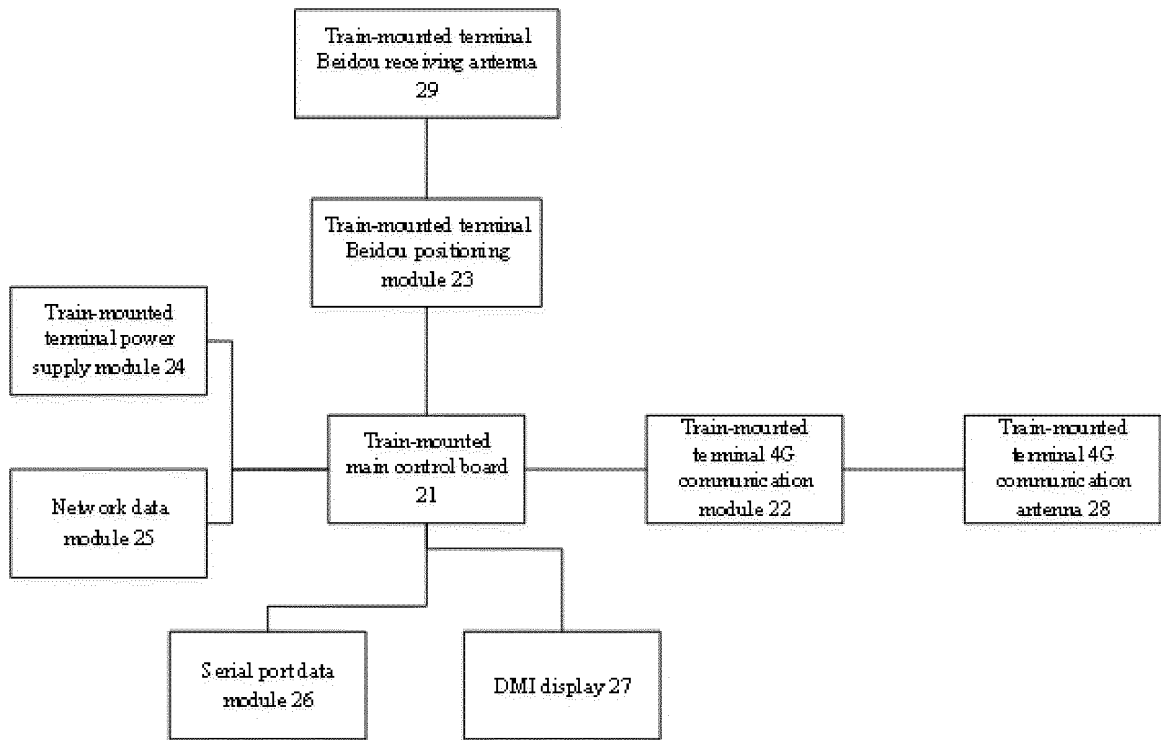 Train-mounted terminal
Beidou receiving antenna
29
Train-mounted terminal
Beidou positioning
module 23
Train-mounted
terminal power
supply module 24
Train-mounted
main control board
21
Train-mounted
terminal 4G
communication
module 22
Train-mounted
terminal 4G
communication
antenna 28
Network data
module 25
Serial port data
module 26
DMI display 27